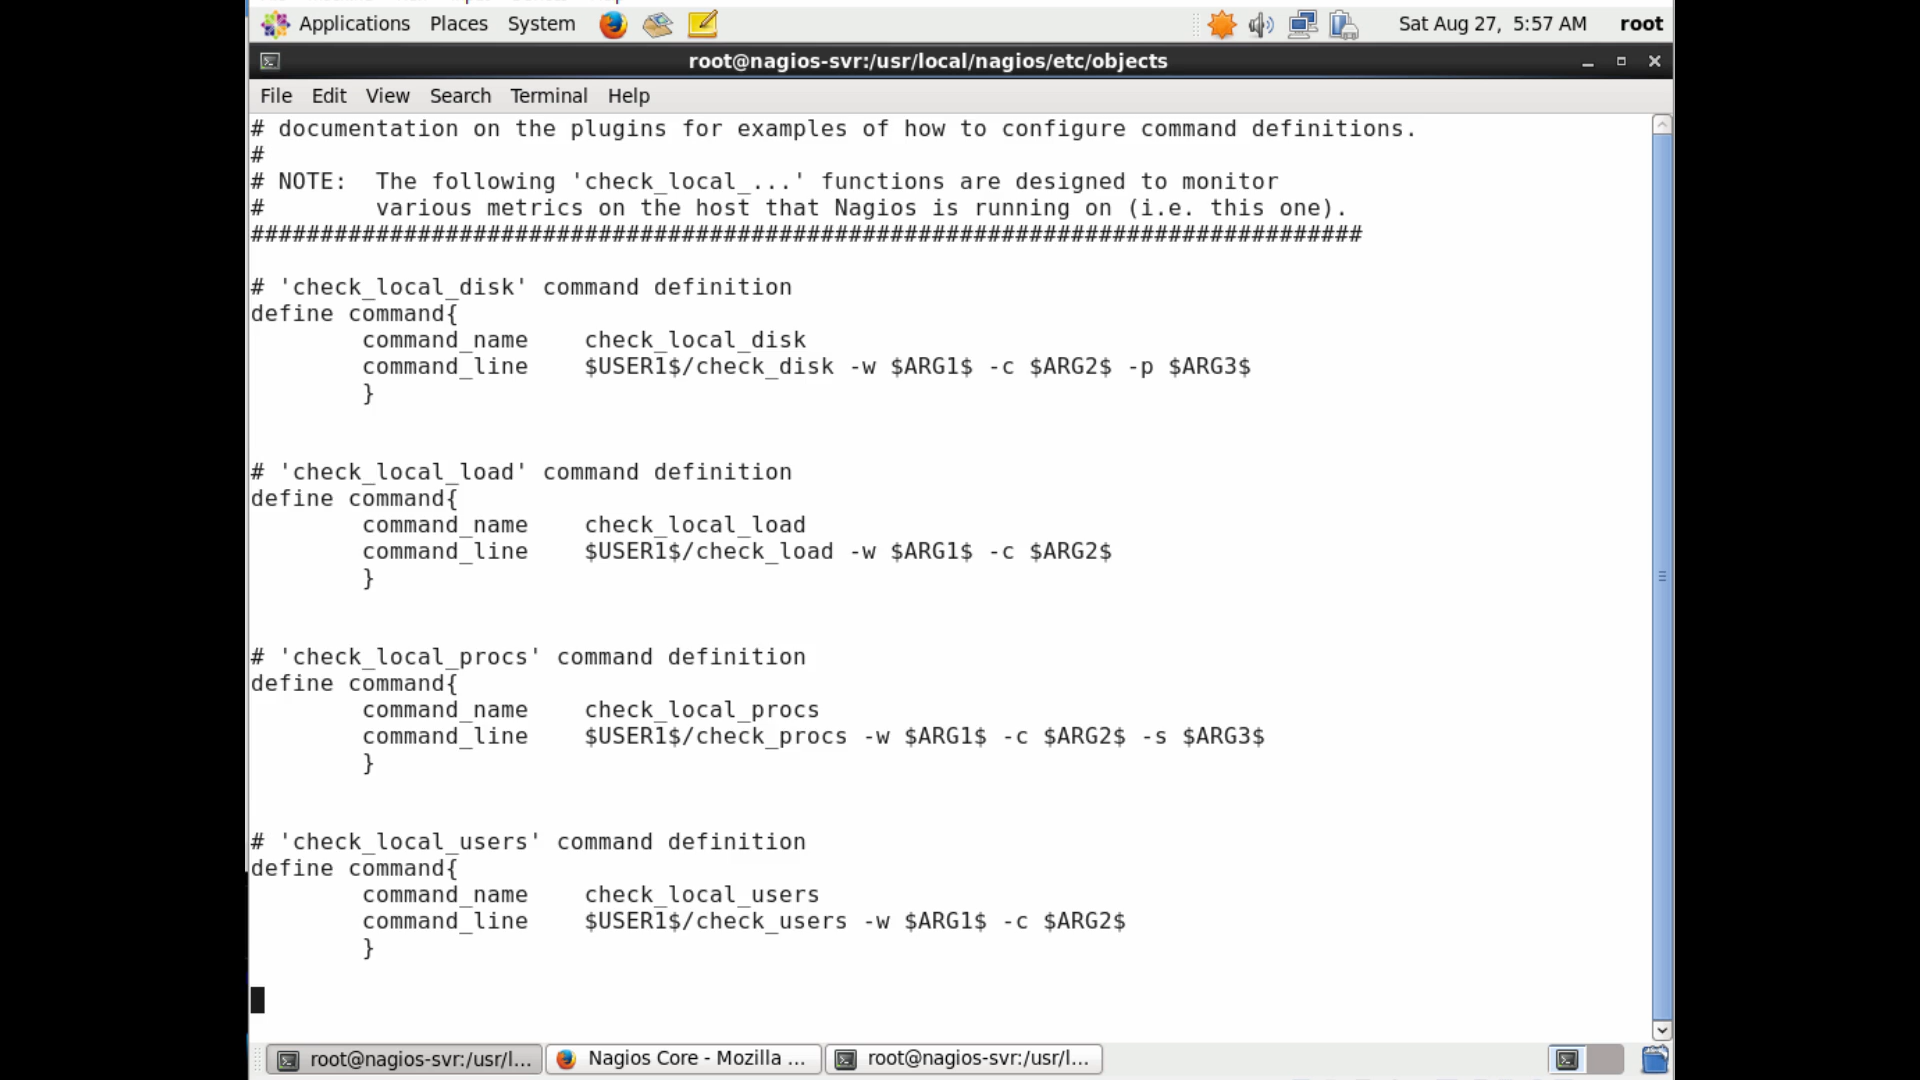 Applications Places System Sat Aug 27, 5:57 AM root
root@nagios-svr:/usr/local/nagios/etc/objects
File Edit View Search Terminal Help
# documentation on the plugins for examples of how to configure command definitions.
#
# NOTE:  The following 'check_local_...' functions are designed to monitor
#        various metrics on the host that Nagios is running on (i.e. this one).
################################################################################
# 'check_local_disk' command definition
define command{
        command_name    check_local_disk
        command_line    $USER1$/check_disk -w $ARG1$ -c $ARG2$ -p $ARG3$
        }
# 'check_local_load' command definition
define command{
        command_name    check_local_load
        command_line    $USER1$/check_load -w $ARG1$ -c $ARG2$
        }
# 'check_local_procs' command definition
define command{
        command_name    check_local_procs
        command_line    $USER1$/check_procs -w $ARG1$ -c $ARG2$ -s $ARG3$
        }
# 'check_local_users' command definition
define command{
        command_name    check_local_users
        command_line    $USER1$/check_users -w $ARG1$ -c $ARG2$
        }
root@nagios-svr:/usr/l... Nagios Core - Mozilla ... root@nagios-svr:/usr/l...